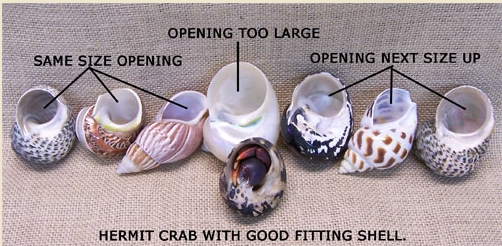 OPENING TOO LARGE
SAME SIZE OPENING
OPENING NEXT SIZE UP
HERMIT CRAB WITH GOOD FITTING SHELL.